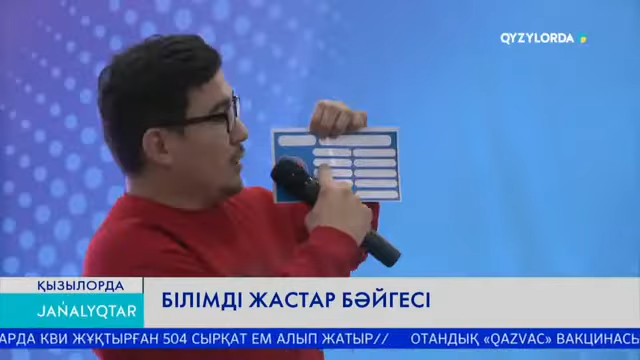 QYZYLORDA
ҚЫЗЫЛОРДА
JAŃALYQTAR
БІЛІМДІ ЖАСТАР БӘЙГЕСІ
АРДА КВИ ЖҰҚТЫРҒАН 504 СЫРҚАТ ЕМ АЛЫП ЖАТЫР// ОТАНДЫҚ «QAZVAC» ВАКЦИНАСЫ